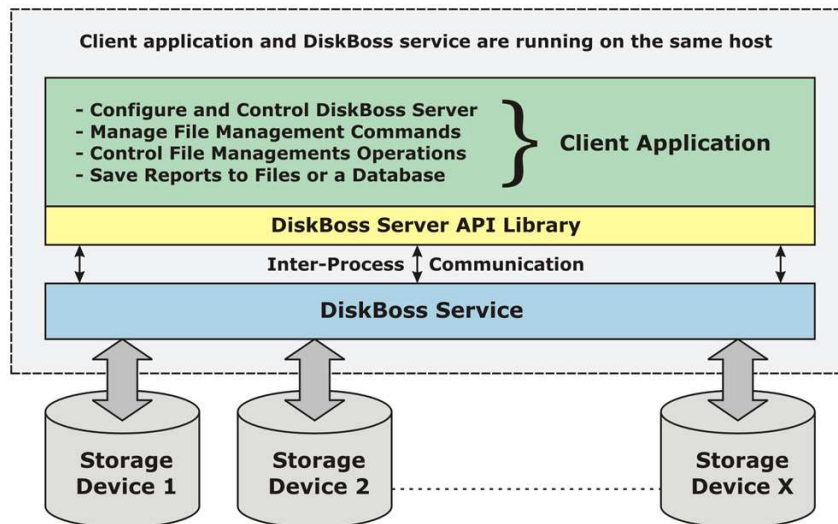 Client application and DiskBoss service are running on the same host
- Configure and Control DiskBoss Server
- Manage File Management Commands
- Control File Managements Operations
- Save Reports to Files or a Database
} Client Application
DiskBoss Server API Library
Inter-Process Communication
DiskBoss Service
Storage
Device 1
Storage
Device 2
Storage
Device X